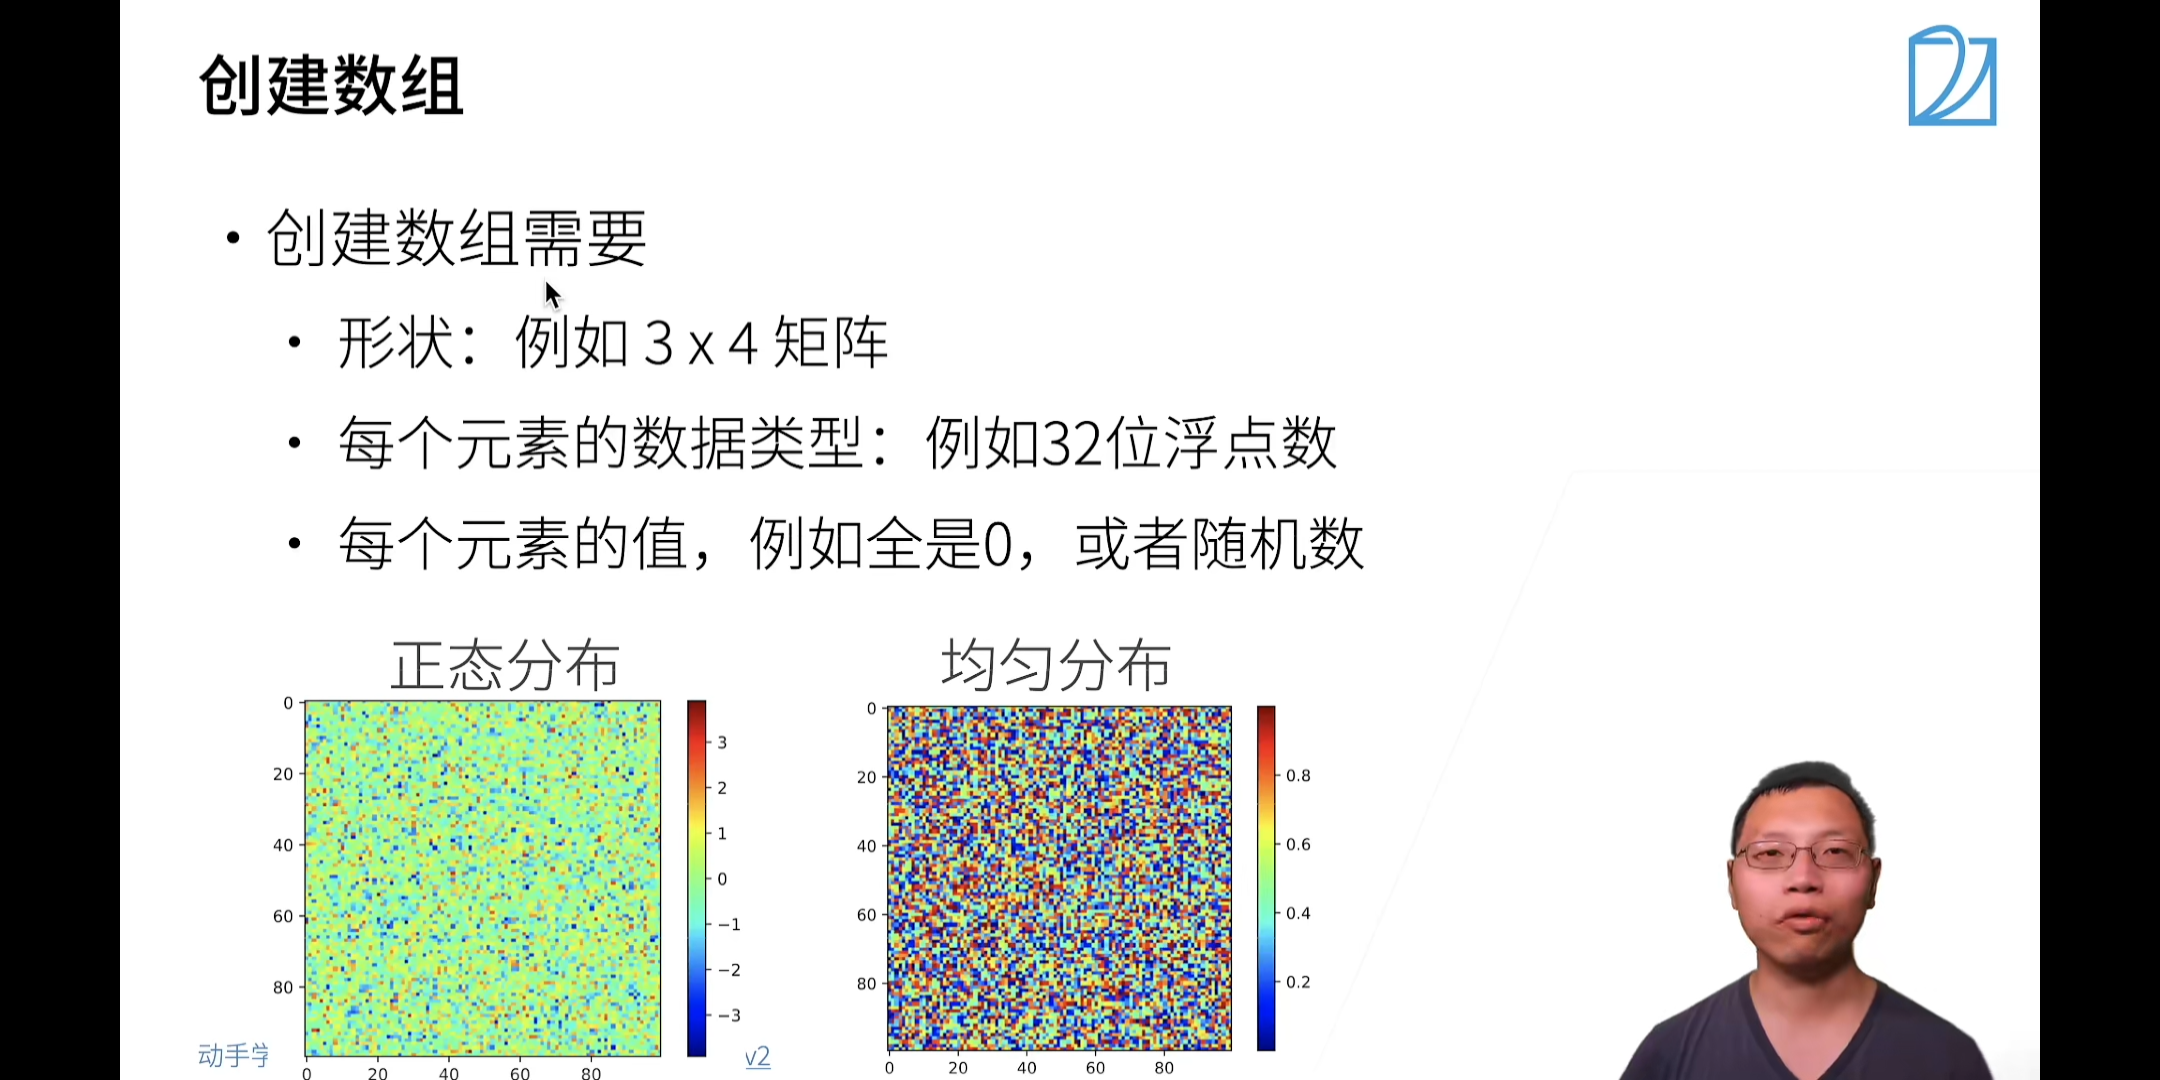 创建数组
• 创建数组需要
• 形状：例如 3 x 4 矩阵
• 每个元素的数据类型：例如32位浮点数
• 每个元素的值，例如全是0，或者随机数
正态分布
0
20
40
60
80
0 20 40 60 80
3
2
1
0
−1
−2
−3
均匀分布
0
20
40
60
80
0 20 40 60 80
0.8
0.6
0.4
0.2
动手学
v2